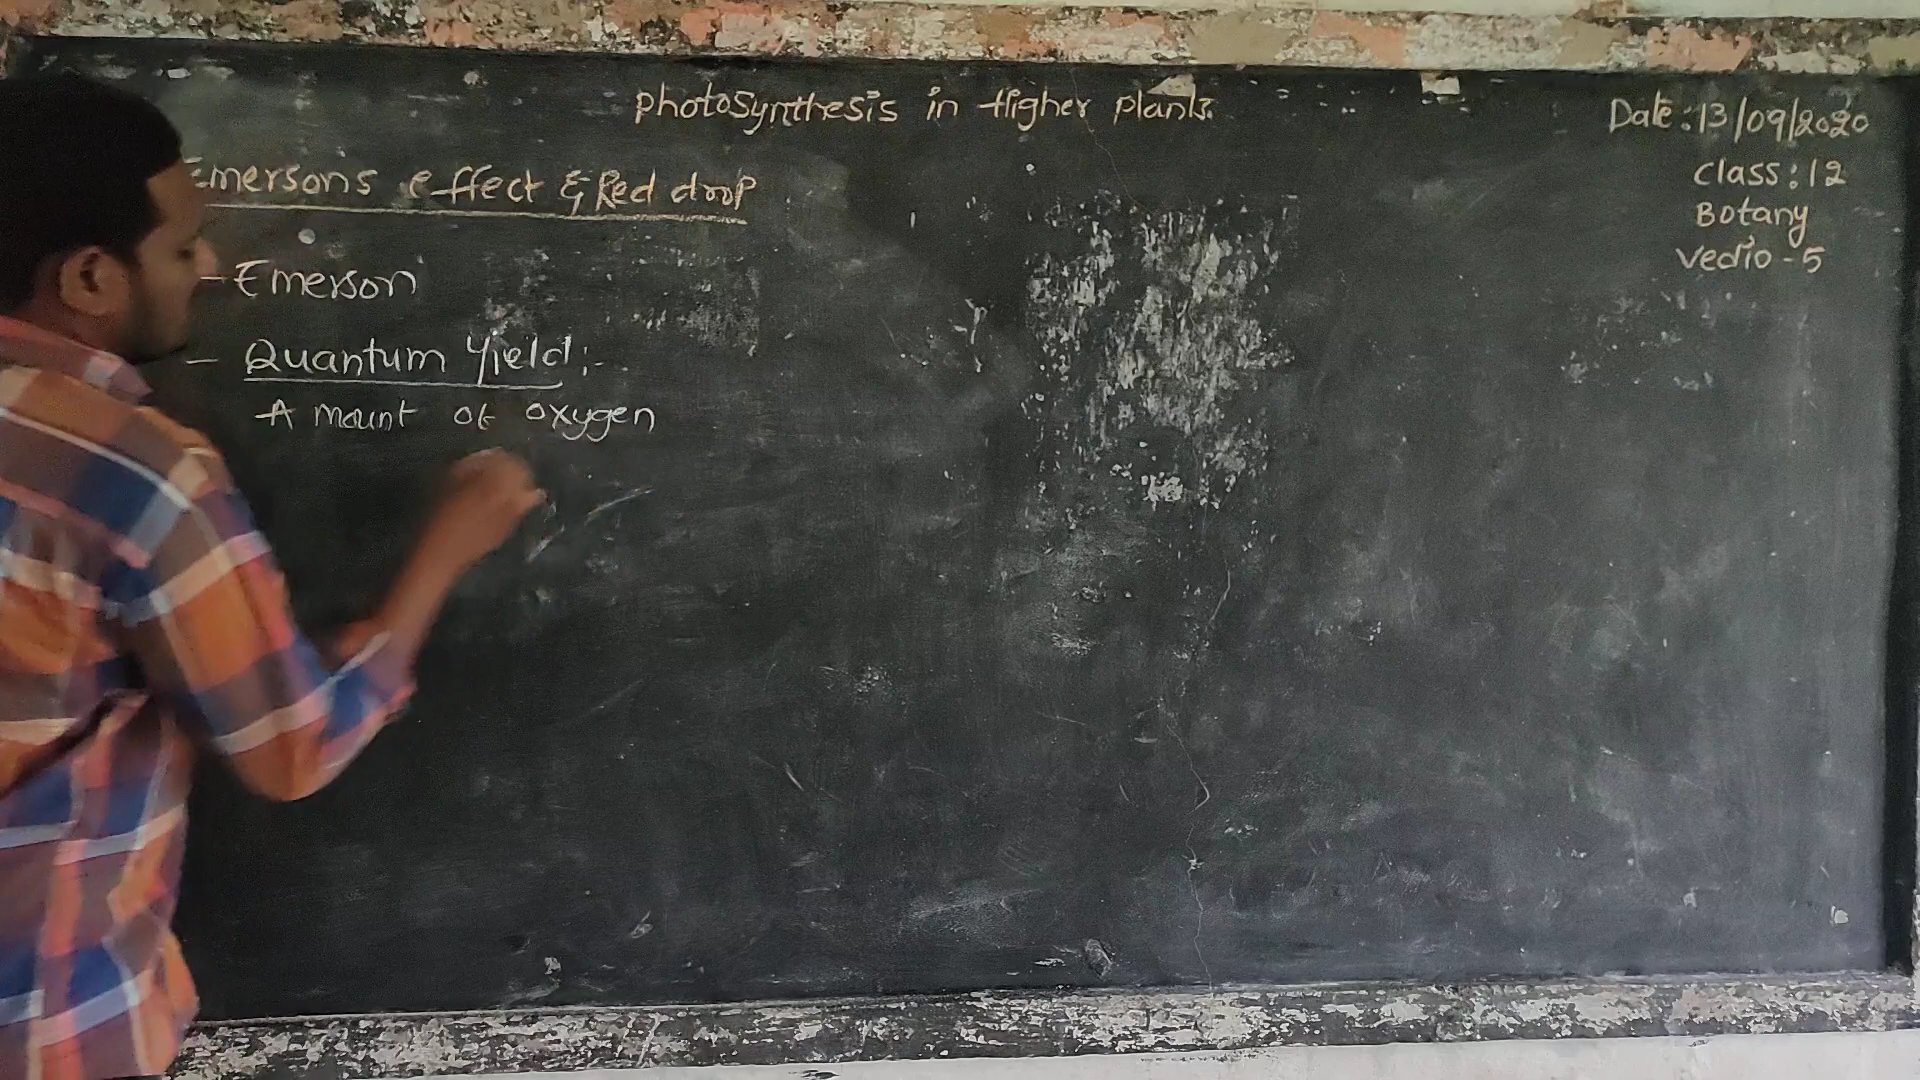 photosynthesis in Higher plants.
Date: 13/09/2020
class: 12
Botany
Vedio - 5
Emersons effect & Red drop
- Emerson
- Quantum Yield:-
A mount of oxygen